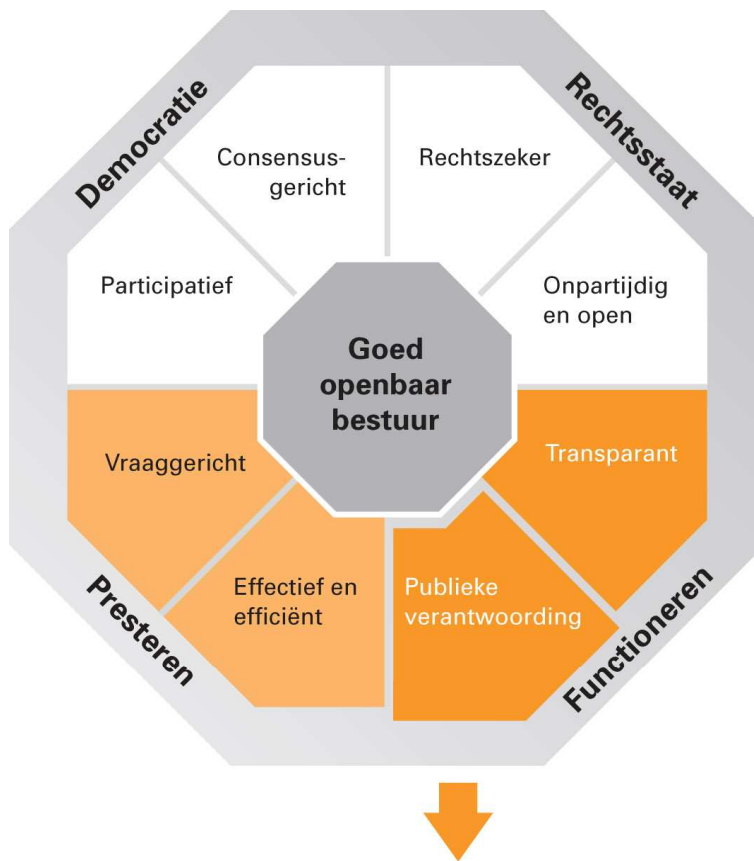 Democratie
Rechtsstaat
Consensus-
gericht
Rechtszeker
Participatief
Onpartijdig
en open
Goed
openbaar
bestuur
Vraaggericht
Transparant
Effectief en
efficiënt
Publieke
verantwoording
Presteren
Functioneren